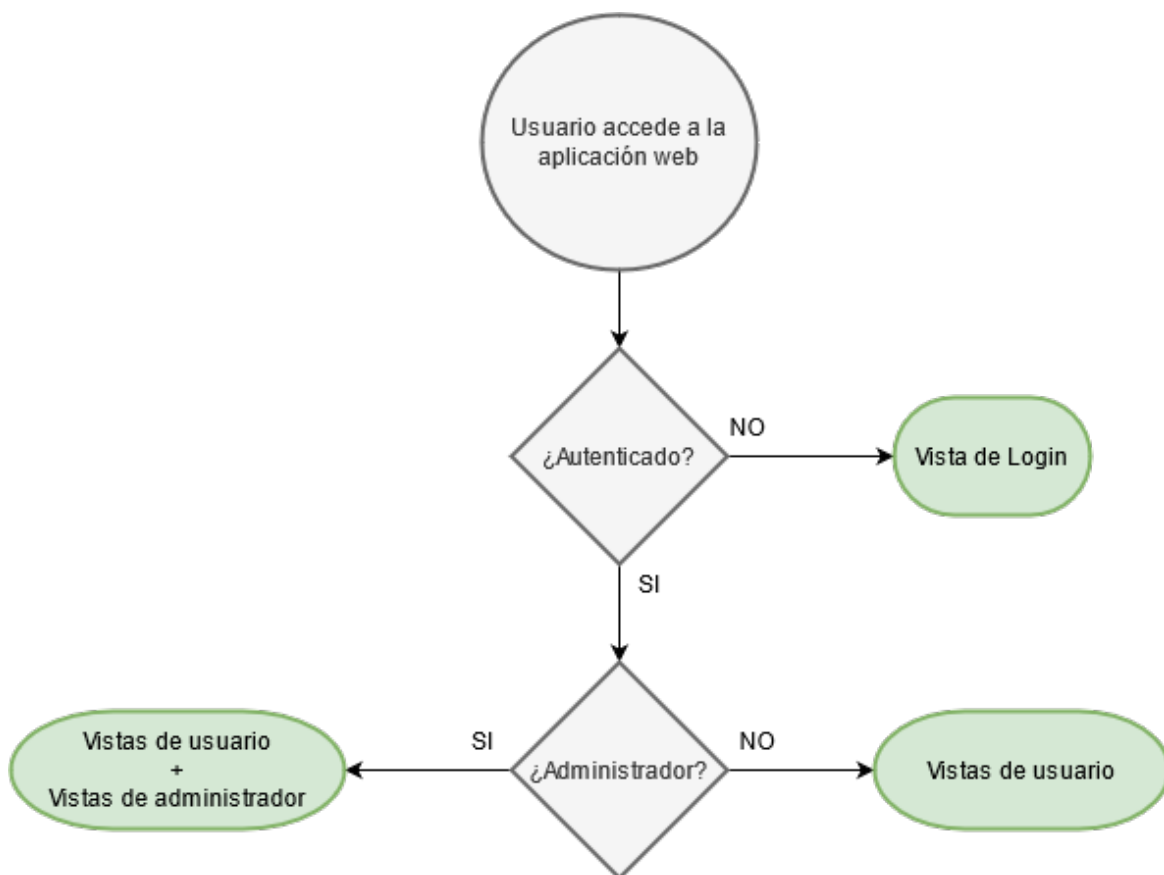 Usuario accede a la
aplicación web
¿Autenticado?
NO
Vista de Login
SI
SI
¿Administrador?
NO
Vistas de usuario
+
Vistas de administrador
Vistas de usuario